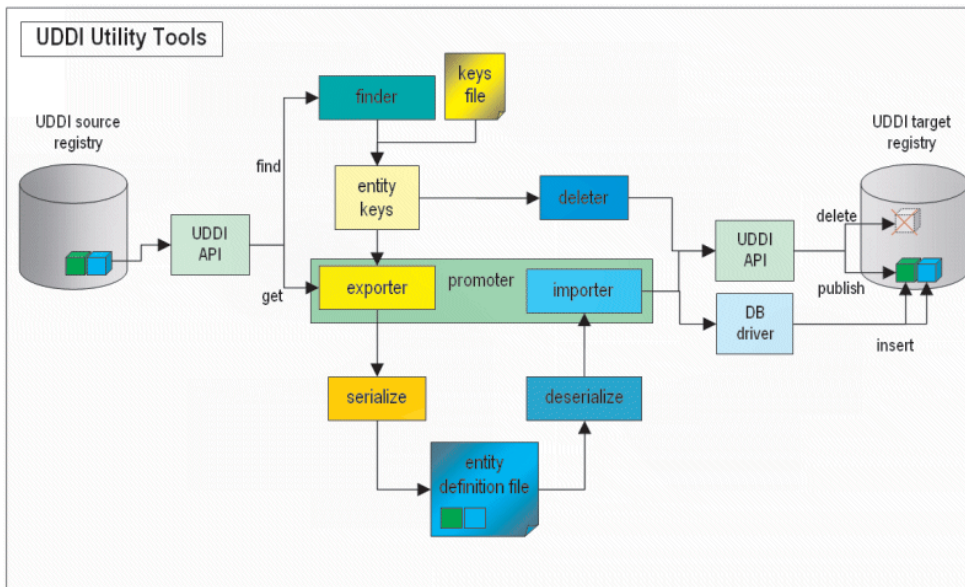 UDDI Utility Tools
finder
keys
file
UDDI source
registry
UDDI target
registry
find
entity
keys
deleter
delete
UDDI
API
UDDI
API
get
exporter
promoter
importer
publish
DB
driver
insert
serialize
deserialize
entity
definition file